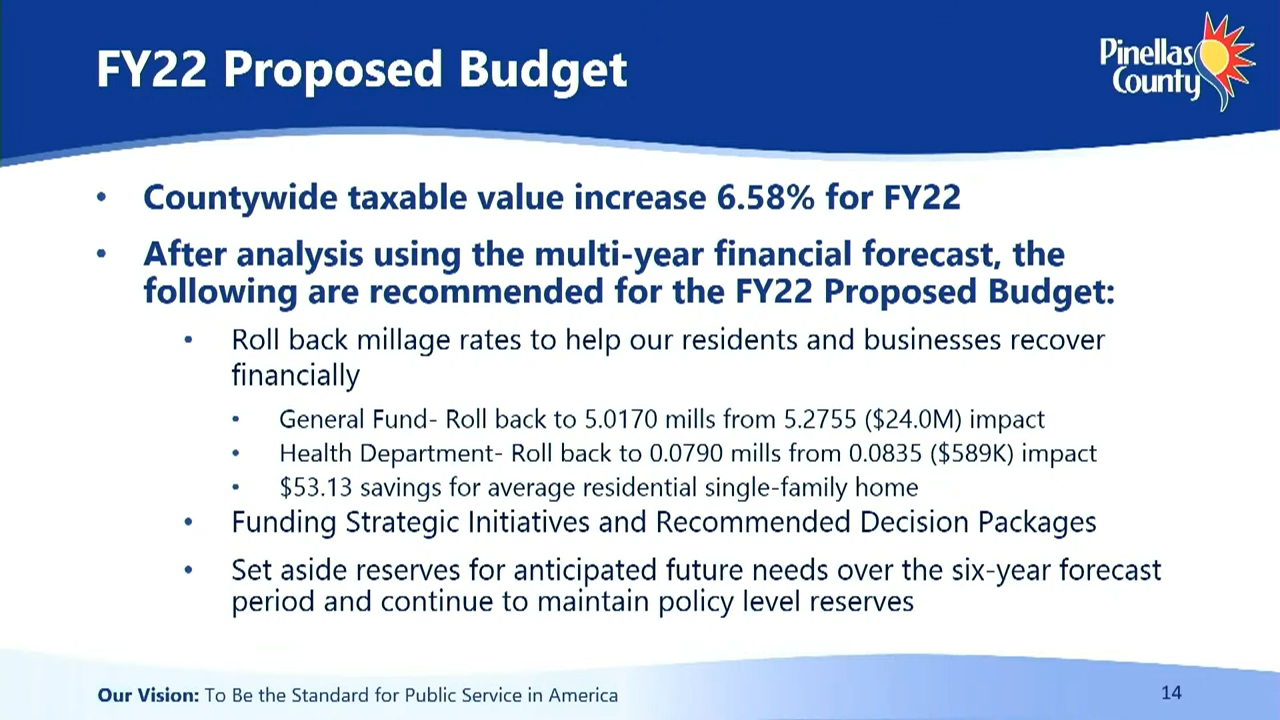 FY22 Proposed Budget
Pinellas
County
• Countywide taxable value increase 6.58% for FY22
• After analysis using the multi-year financial forecast, the
following are recommended for the FY22 Proposed Budget:
• Roll back millage rates to help our residents and businesses recover
financially
• General Fund- Roll back to 5.0170 mills from 5.2755 ($24.0M) impact
• Health Department- Roll back to 0.0790 mills from 0.0835 ($589K) impact
• $53.13 savings for average residential single-family home
• Funding Strategic Initiatives and Recommended Decision Packages
• Set aside reserves for anticipated future needs over the six-year forecast
period and continue to maintain policy level reserves
Our Vision: To Be the Standard for Public Service in America
14